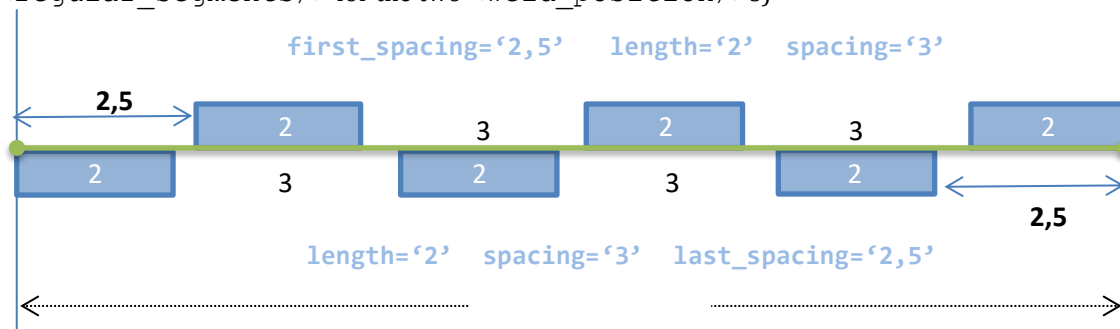 first_spacing=‘2,5’ length=‘2’ spacing=‘3’
2,5
2 3 2 3 2
2 3 2 3 2
2,5
length=‘2’ spacing=‘3’ last_spacing=‘2,5’